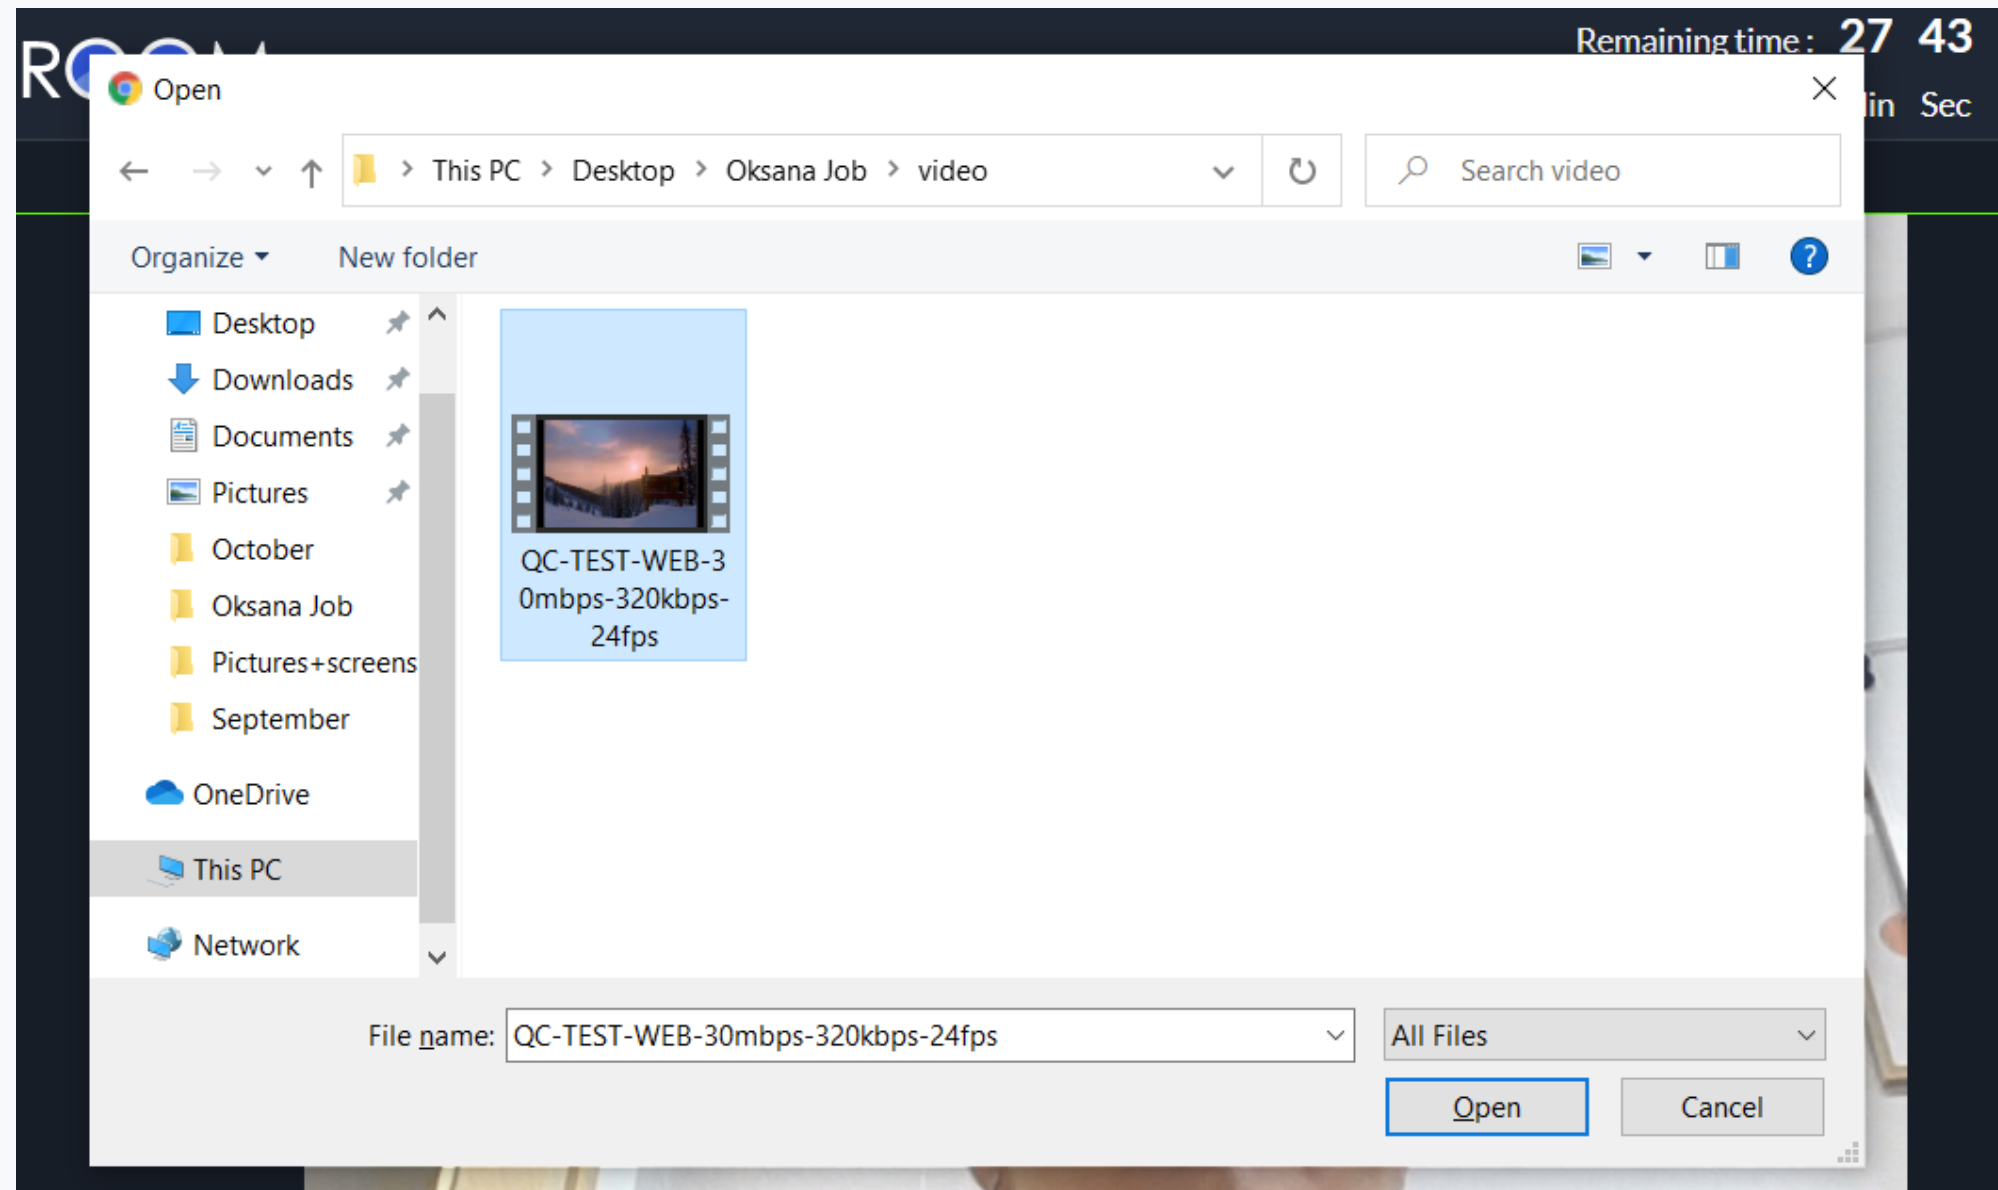 Remaining time : 27 43
Sec
Open
This PC > Desktop > Oksana Job > video
Search video
Organize
New folder
?
Desktop
Downloads
Documents
Pictures
October
Oksana Job
Pictures+screens
September
OneDrive
This PC
Network
QC-TEST-WEB-3
0mbps-320kbps-
24fps
File name: QC-TEST-WEB-30mbps-320kbps-24fps
All Files
Open
Cancel